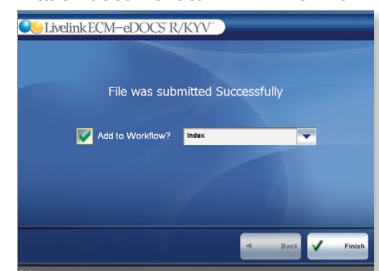 Livelink ECM—eDOCS R/KYV
File was submitted Successfully
Add to Workflow? Index
Back Finish